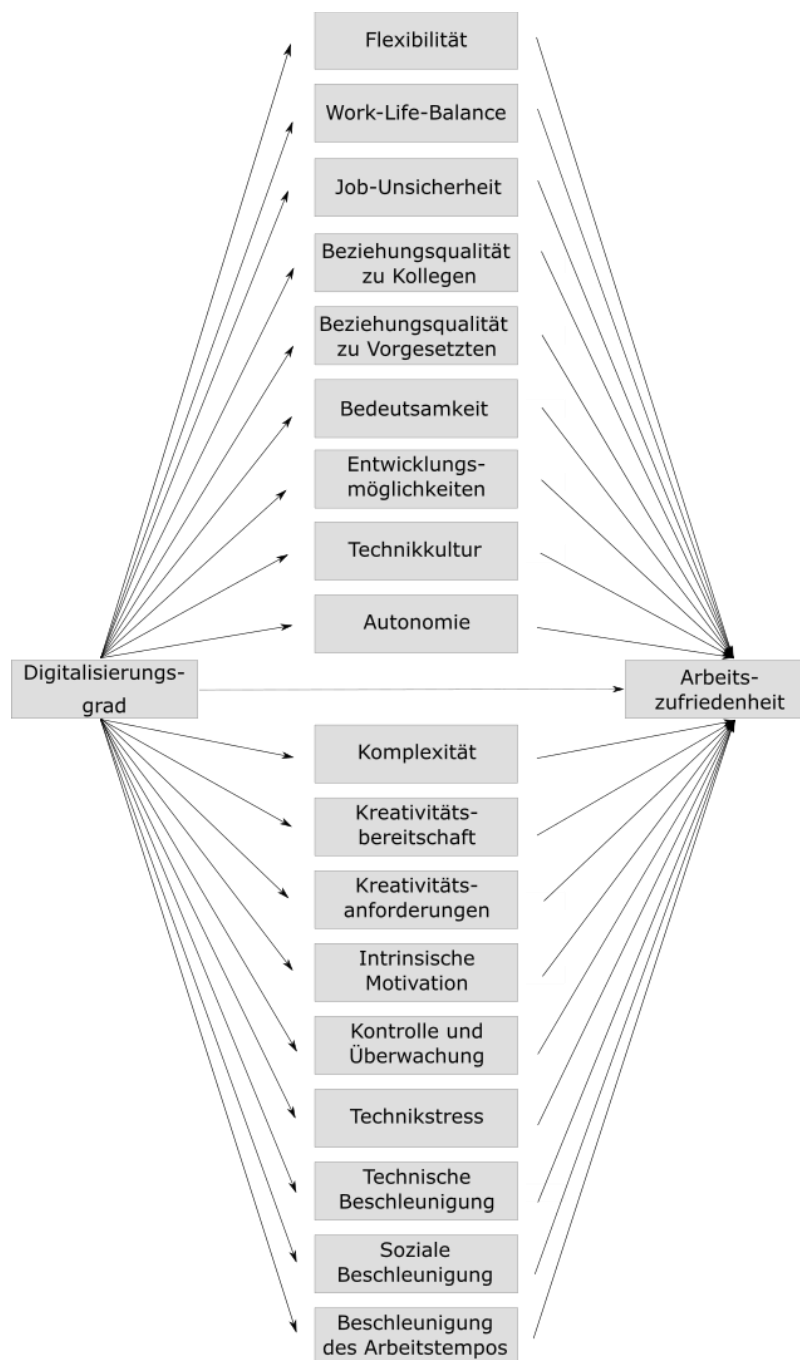 Flexibilität
Work-Life-Balance
Job-Unsicherheit
Beziehungsqualität
zu Kollegen
Beziehungsqualität
zu Vorgesetzten
Bedeutsamkeit
Entwicklungs-
möglichkeiten
Technikkultur
Autonomie
Digitalisierungs-
grad
Arbeits-
zufriedenheit
Komplexität
Kreativitäts-
bereitschaft
Kreativitäts-
anforderungen
Intrinsische
Motivation
Kontrolle und
Überwachung
Technikstress
Technische
Beschleunigung
Soziale
Beschleunigung
Beschleunigung
des Arbeitstempos